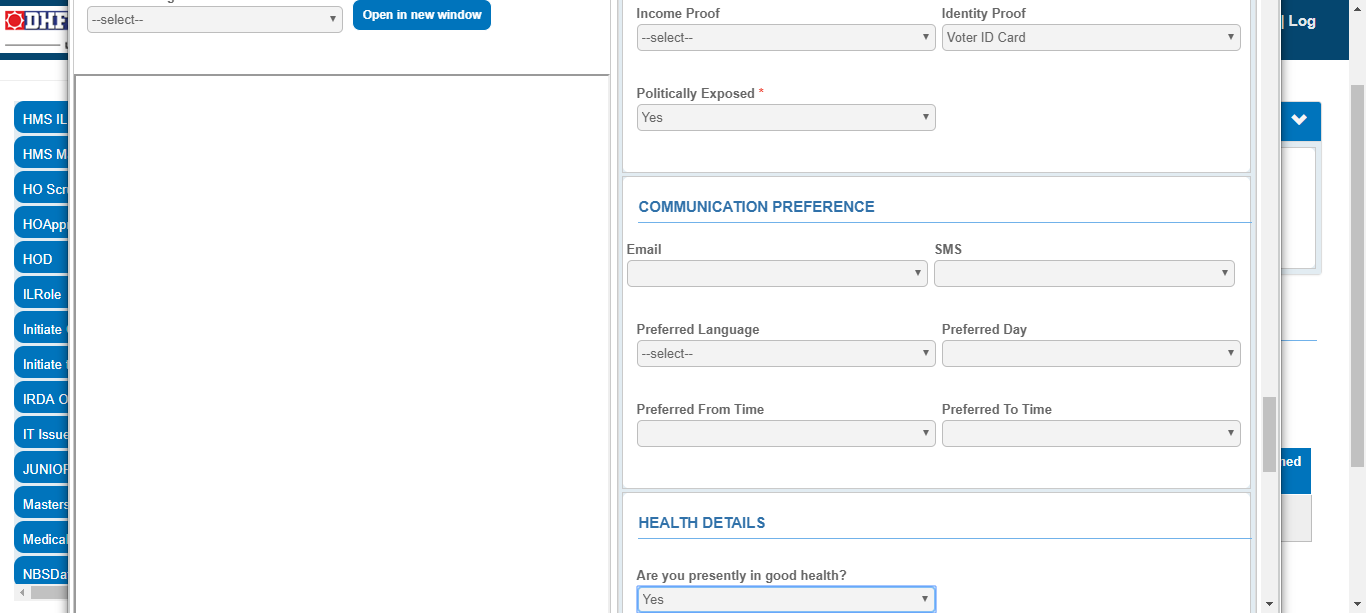 DHF
--select--
Open in new window
Log
HMS IL
HMS M
HO Scr
HOAppr
HOD
ILRole
Initiate
Initiate
IRDA O
IT Issue
JUNIOR
Masters
Medical
NBSDa
Income Proof
Identity Proof
--select--
Voter ID Card
Politically Exposed *
Yes
COMMUNICATION PREFERENCE
Email
SMS
Preferred Language
Preferred Day
--select--
Preferred From Time
Preferred To Time
HEALTH DETAILS
Are you presently in good health?
Yes
ned